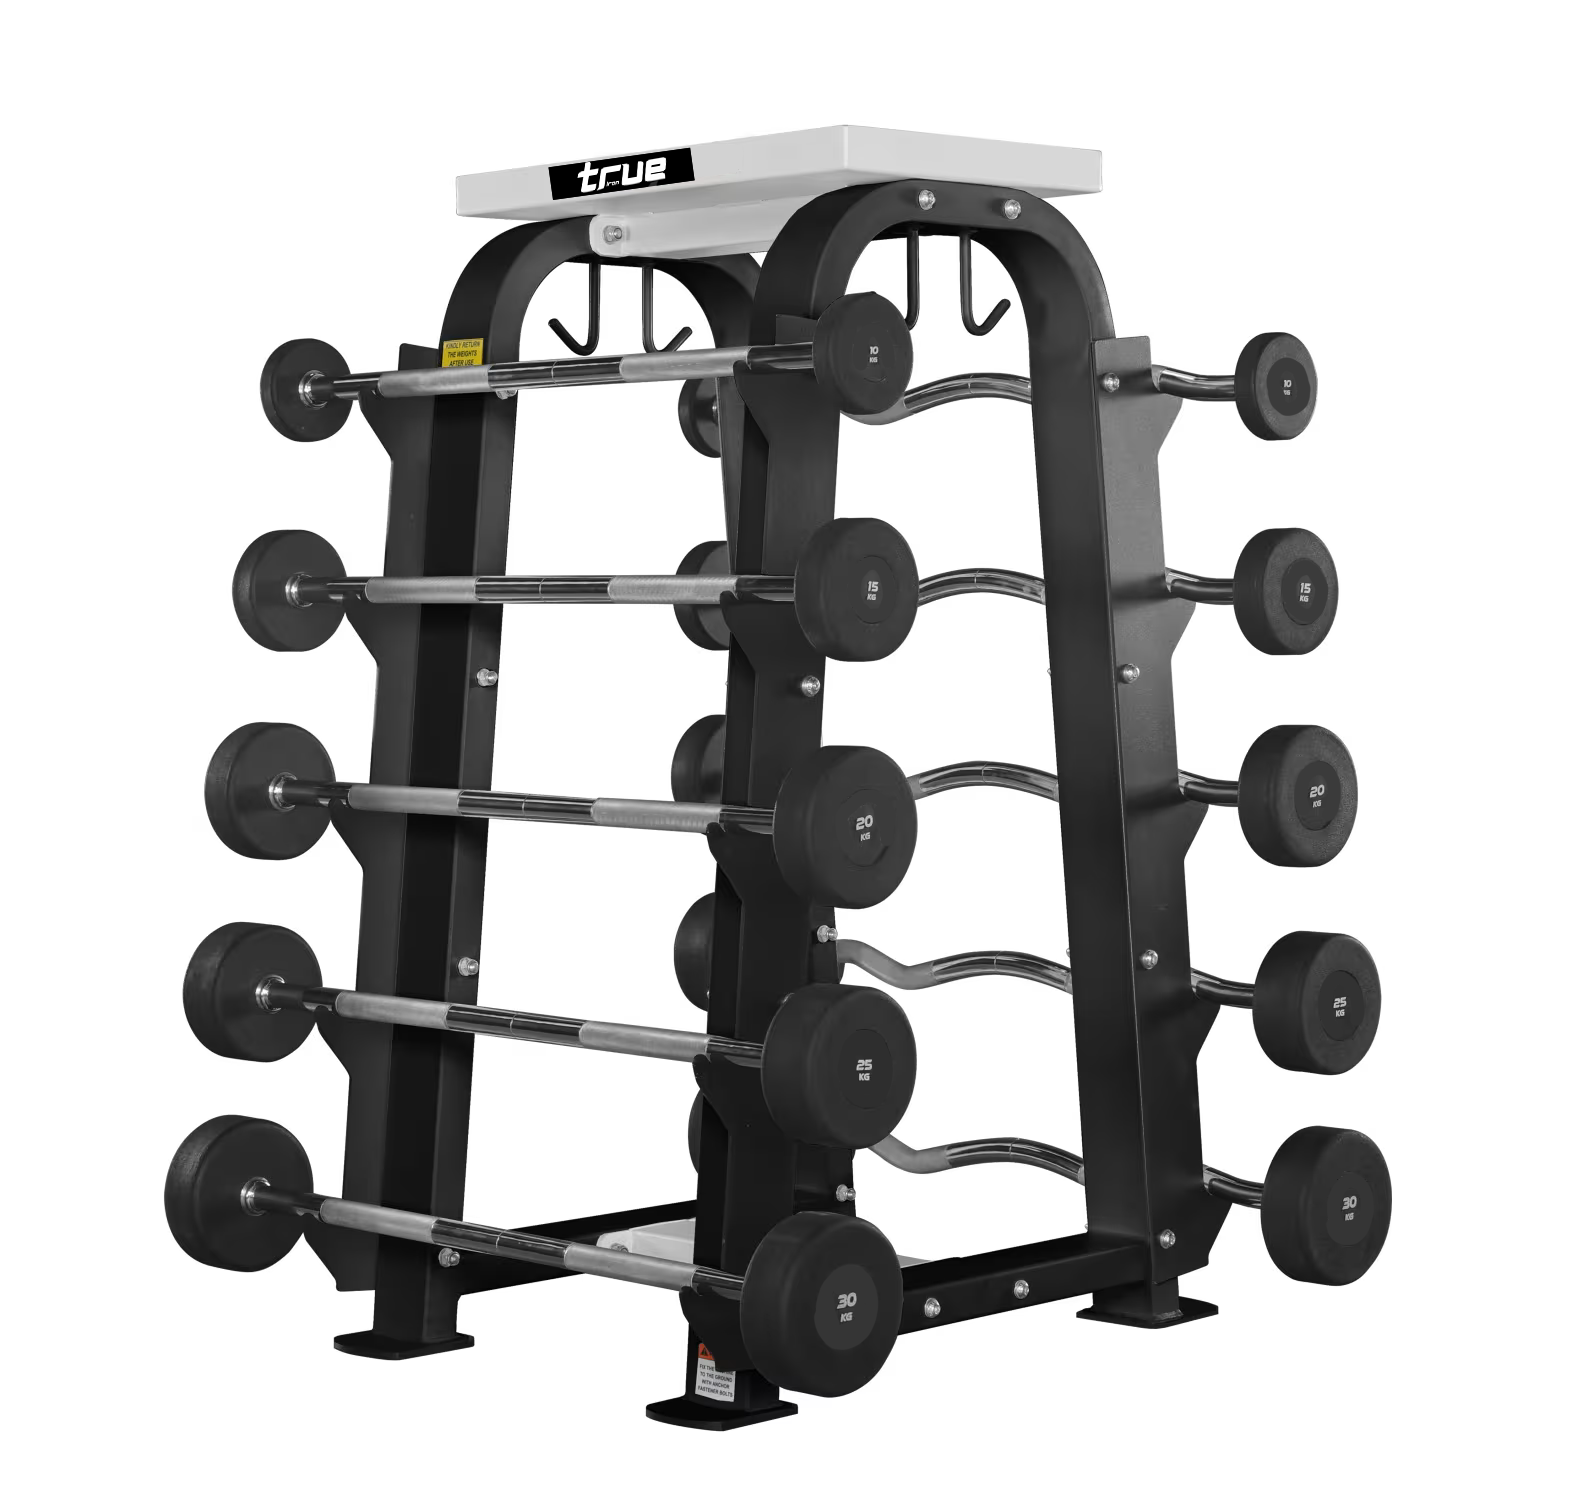 true
Iron
KINDLY RETURN
THE WEIGHTS
AFTER USE
10
KG
10
KG
15
KG
15
KG
20
KG
20
KG
25
KG
25
KG
30
KG
30
KG
FIX THE
TO THE GROUND
WITH ANCHOR
FASTENER BOLTS